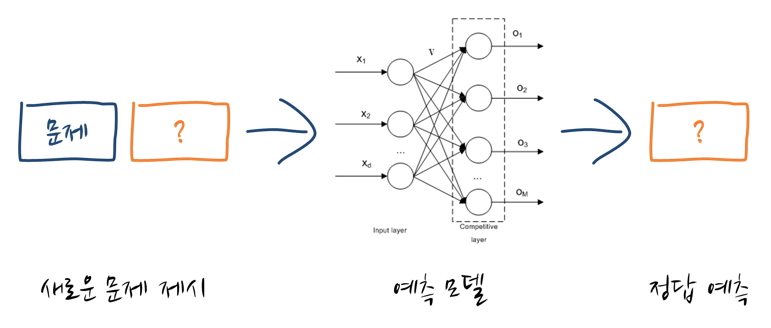 문제
?
X1
X2
...
Xd
V
O1
O2
O3
...
OM
Input layer
Competitive
layer
?
새로운 문제 제시
예측 모델
정답 예측